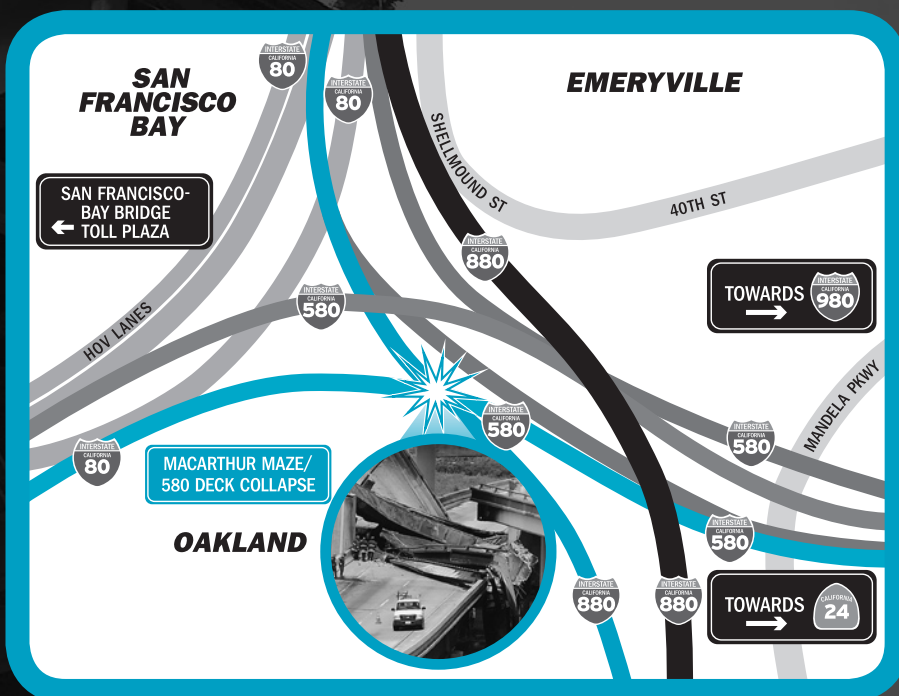 INTERSTATE
CALIFORNIA
80
INTERSTATE
CALIFORNIA
80
SAN
FRANCISCO
BAY
EMERYVILLE
SHELLMOUND ST
40TH ST
SAN FRANCISCO-
BAY BRIDGE
TOLL PLAZA
INTERSTATE
CALIFORNIA
880
TOWARDS
INTERSTATE
CALIFORNIA
980
INTERSTATE
CALIFORNIA
580
HOV LANES
MANDELA PKWY
INTERSTATE
CALIFORNIA
580
INTERSTATE
CALIFORNIA
580
INTERSTATE
CALIFORNIA
80
MACARTHUR MAZE/
580 DECK COLLAPSE
OAKLAND
INTERSTATE
CALIFORNIA
580
INTERSTATE
CALIFORNIA
880
INTERSTATE
CALIFORNIA
880
TOWARDS
CALIFORNIA
24